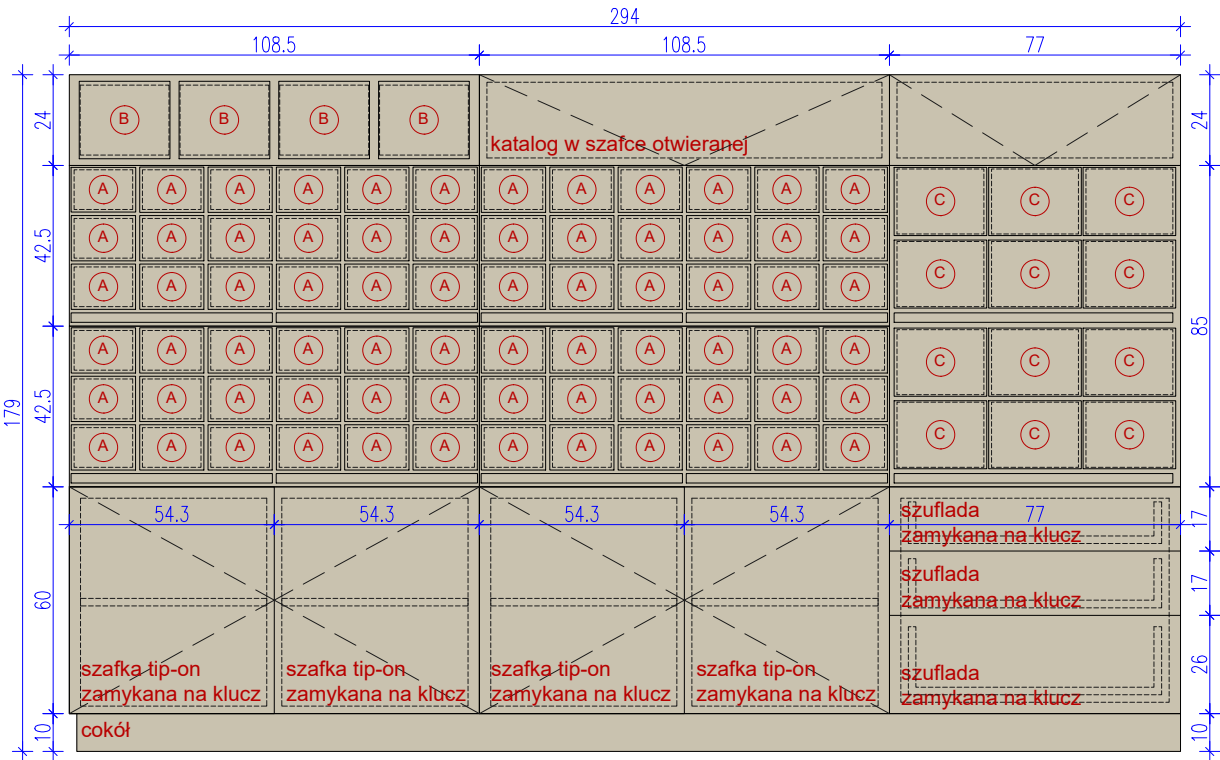 294
108.5 108.5 77
24 B B B B katalog w szafce otwieranej 24
A A A A A A A A A A A A C C C
42.5 A A A A A A A A A A A A
C C C
A A A A A A A A A A A A
85
A A A A A A A A A A A A C C C
179 42.5 A A A A A A A A A A A A
A A A A A A A A A A A A C C C
54.3 54.3 54.3 54.3 77
szuflada
zamykana na klucz
17
szuflada
zamykana na klucz
17
60
szafka tip-on
zamykana na klucz
szafka tip-on
zamykana na klucz
szafka tip-on
zamykana na klucz
szafka tip-on
zamykana na klucz
szuflada
zamykana na klucz
26
10 cokół 10